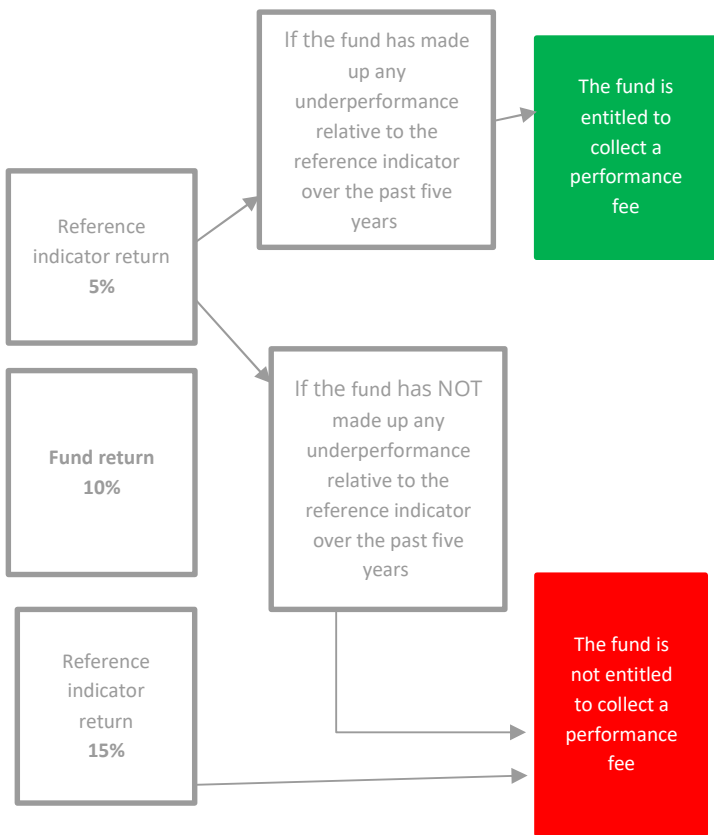 If the fund has made
up any
underperformance
relative to the
reference indicator
over the past five
years
The fund is
entitled to
collect a
performance
fee
Reference
indicator return
5%
If the fund has NOT
made up any
underperformance
relative to the
reference indicator
over the past five
years
Fund return
10%
Reference
indicator
return
15%
The fund is
not entitled
to collect a
performance
fee